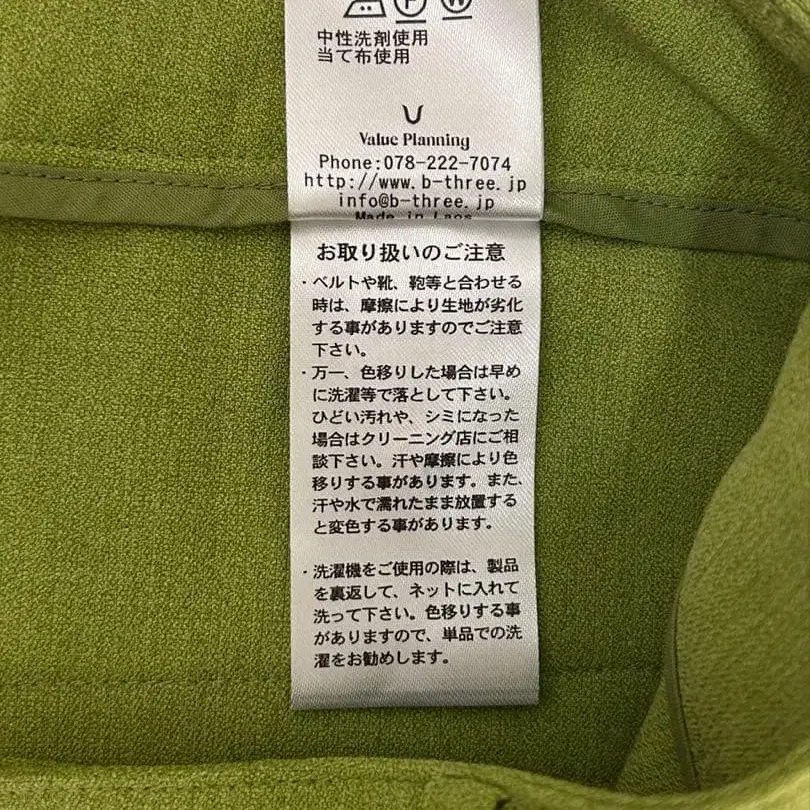 中性洗剤使用
当て布使用
Value Planning
Phone:078-222-7074
http://www.b-three.jp
info@b-three.jp
Made in Laos
お取り扱いのご注意
・ベルトや靴、鞄等と合わせる
時は、摩擦により生地が劣化
する事がありますのでご注意
下さい。
・万一、色移りした場合は早め
に洗濯等で落として下さい。
ひどい汚れや、シミになった
場合はクリーニング店にご相
談下さい。汗や摩擦により色
移りする事があります。また、
汗や水で濡れたまま放置する
と変色する事があります。
・洗濯機をご使用の際は、製品
を裏返して、ネットに入れて
洗って下さい。色移りする事
がありますので、単品での洗
濯をお勧めします。